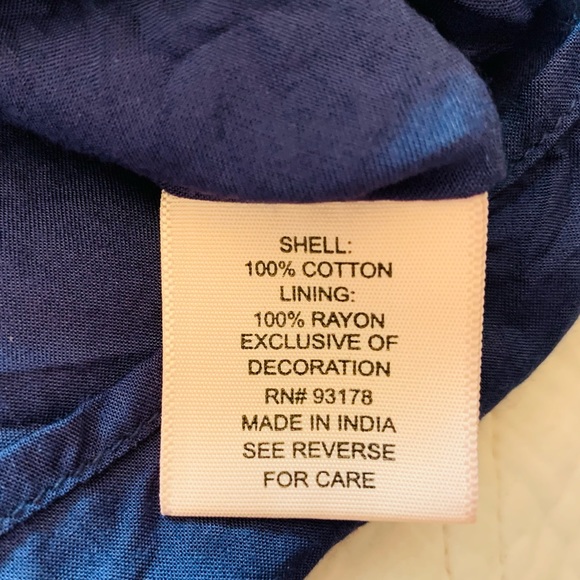 SHELL:
100% COTTON
LINING:
100% RAYON
EXCLUSIVE OF
DECORATION
RN# 93178
MADE IN INDIA
SEE REVERSE
FOR CARE